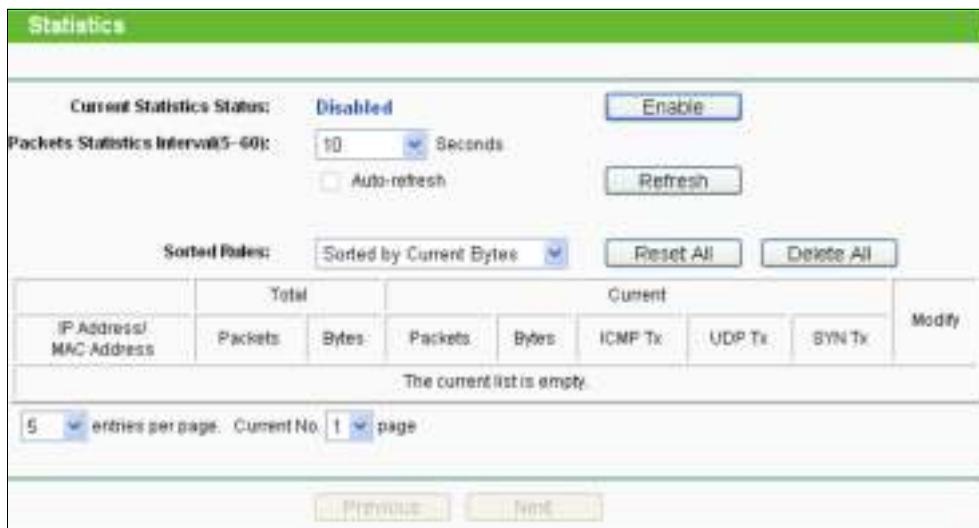 Statistics
Current Statistics Status: Disabled Enable
Packets Statistics Interval(5~60): 10 Seconds
Auto-refresh Refresh
Sorted Rules: Sorted by Current Bytes Reset All Delete All
Total Current Modify
IP Address/ MAC Address Packets Bytes Packets Bytes ICMP Tx UDP Tx SYN Tx
The current list is empty.
5 entries per page. Current No. 1 page
Previous Next